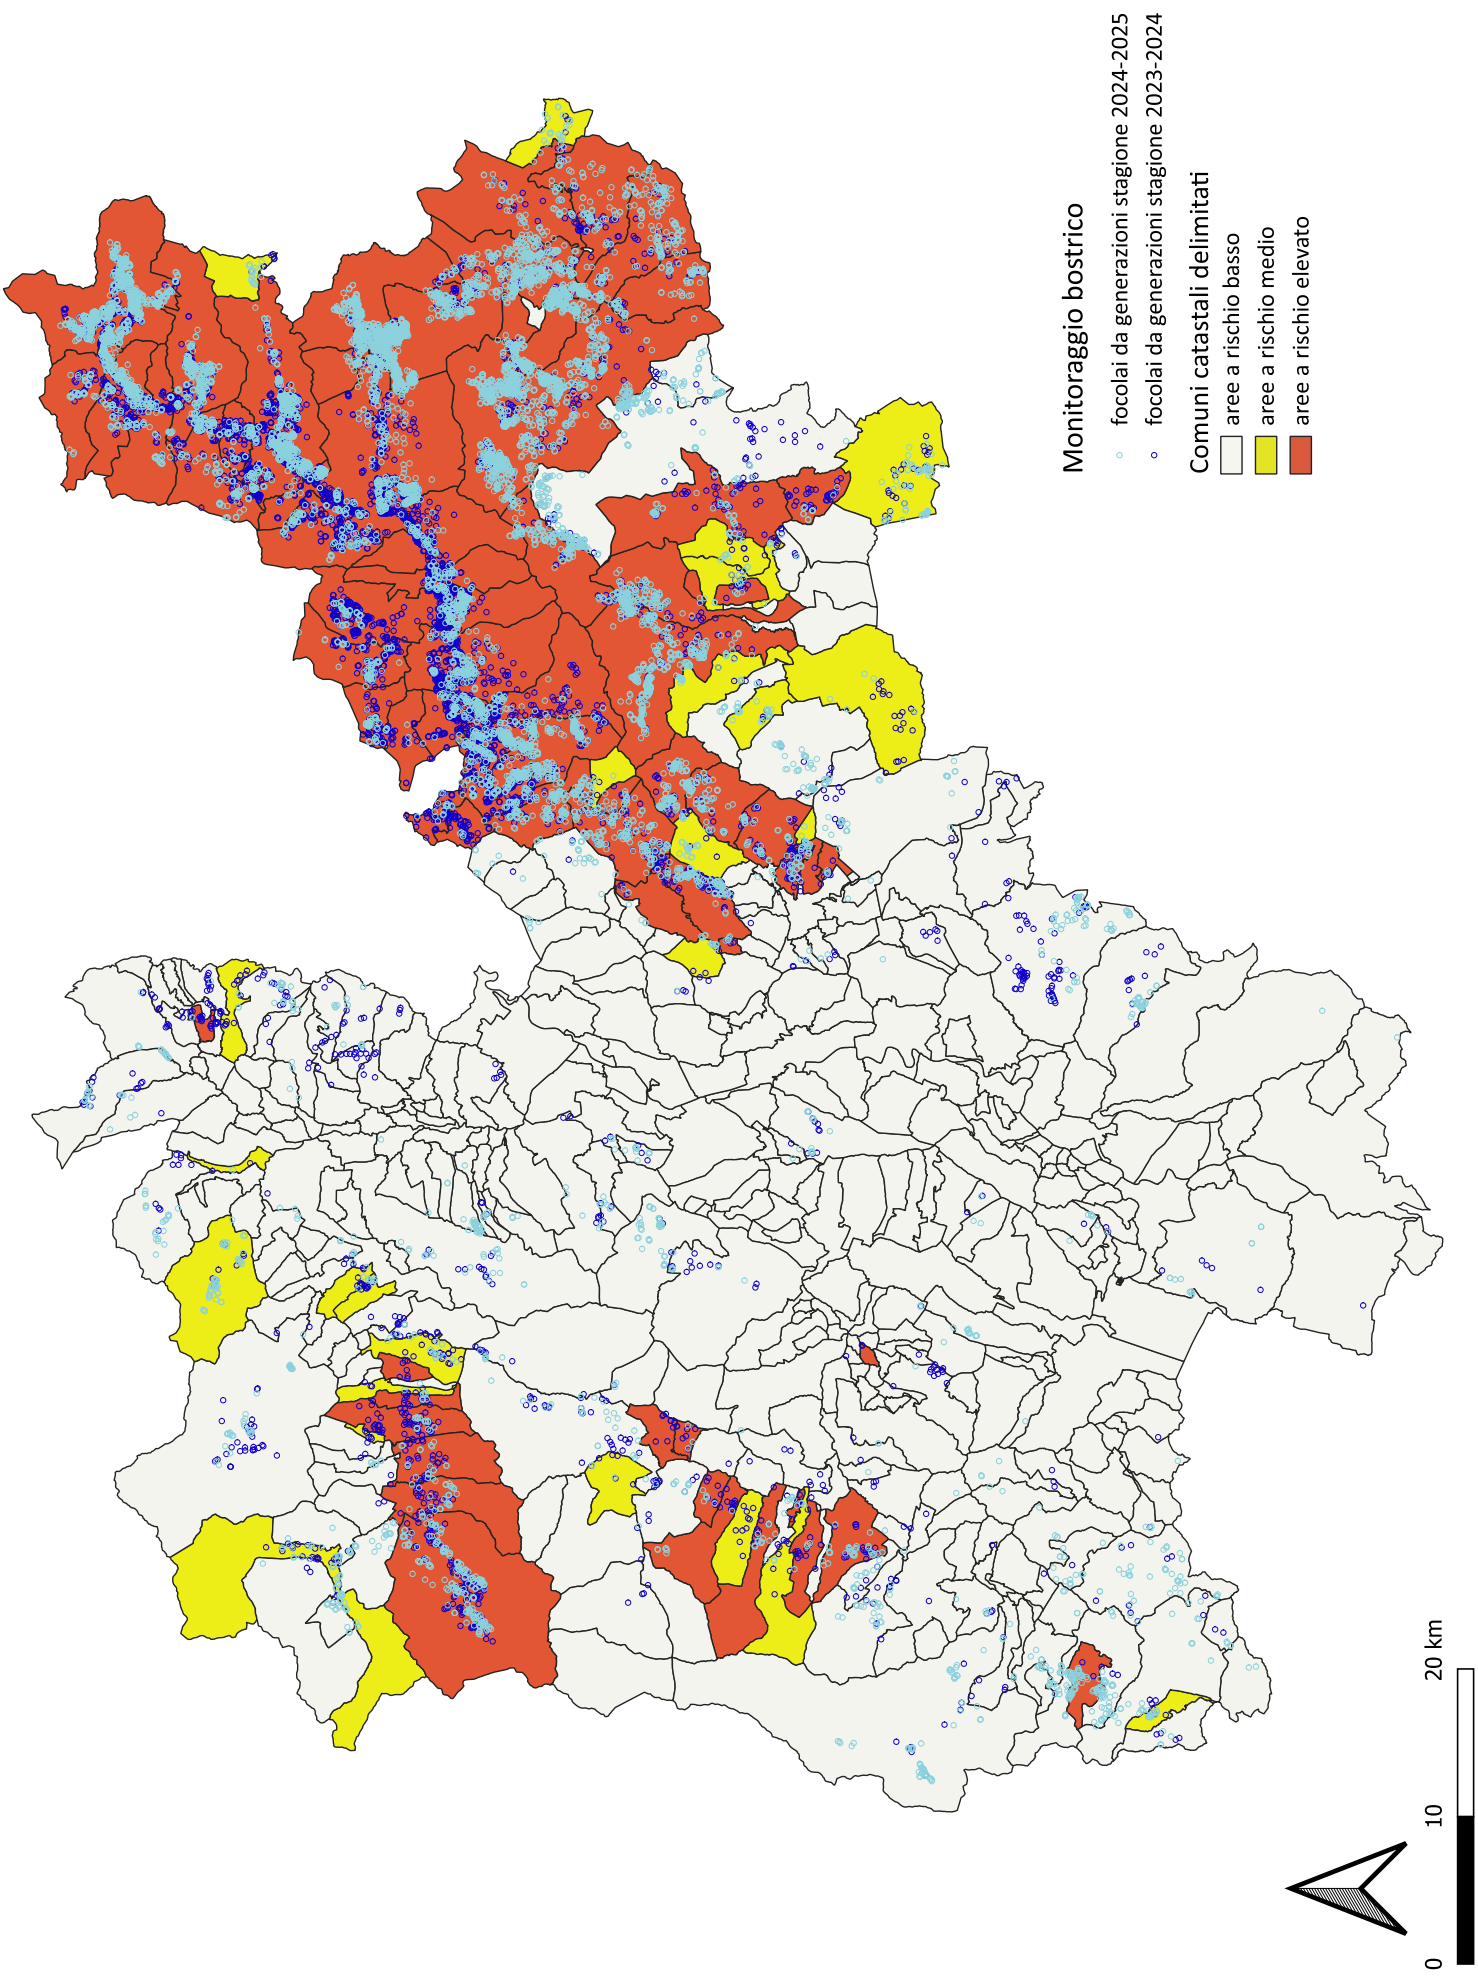 Monitoraggio bostrico
focolai da generazioni stagione 2024-2025
focolai da generazioni stagione 2023-2024
Comuni catastali delimitati
aree a rischio basso
aree a rischio medio
aree a rischio elevato
0 10 20 km